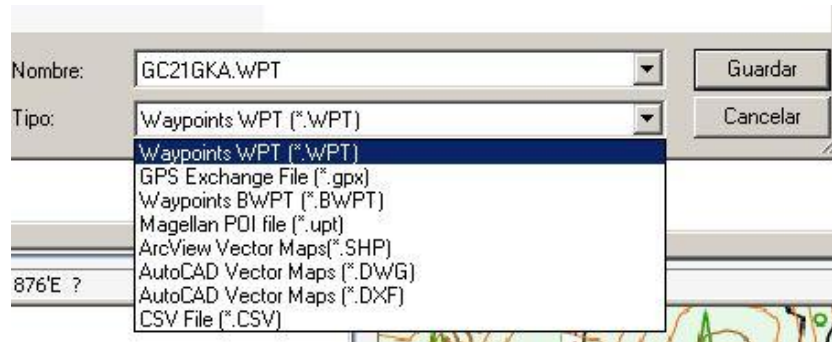 Nombre: GC21GKA.WPT Guardar
Tipo: Waypoints WPT (*.WPT) Cancelar
Waypoints WPT (*.WPT)
GPS Exchange File (*.gpx)
Waypoints BWPT (*.BWPT)
Magellan POI file (*.upt)
ArcView Vector Maps(*.SHP)
AutoCAD Vector Maps (*.DWG)
876'E ?
AutoCAD Vector Maps (*.DXF)
CSV File (*.CSV)